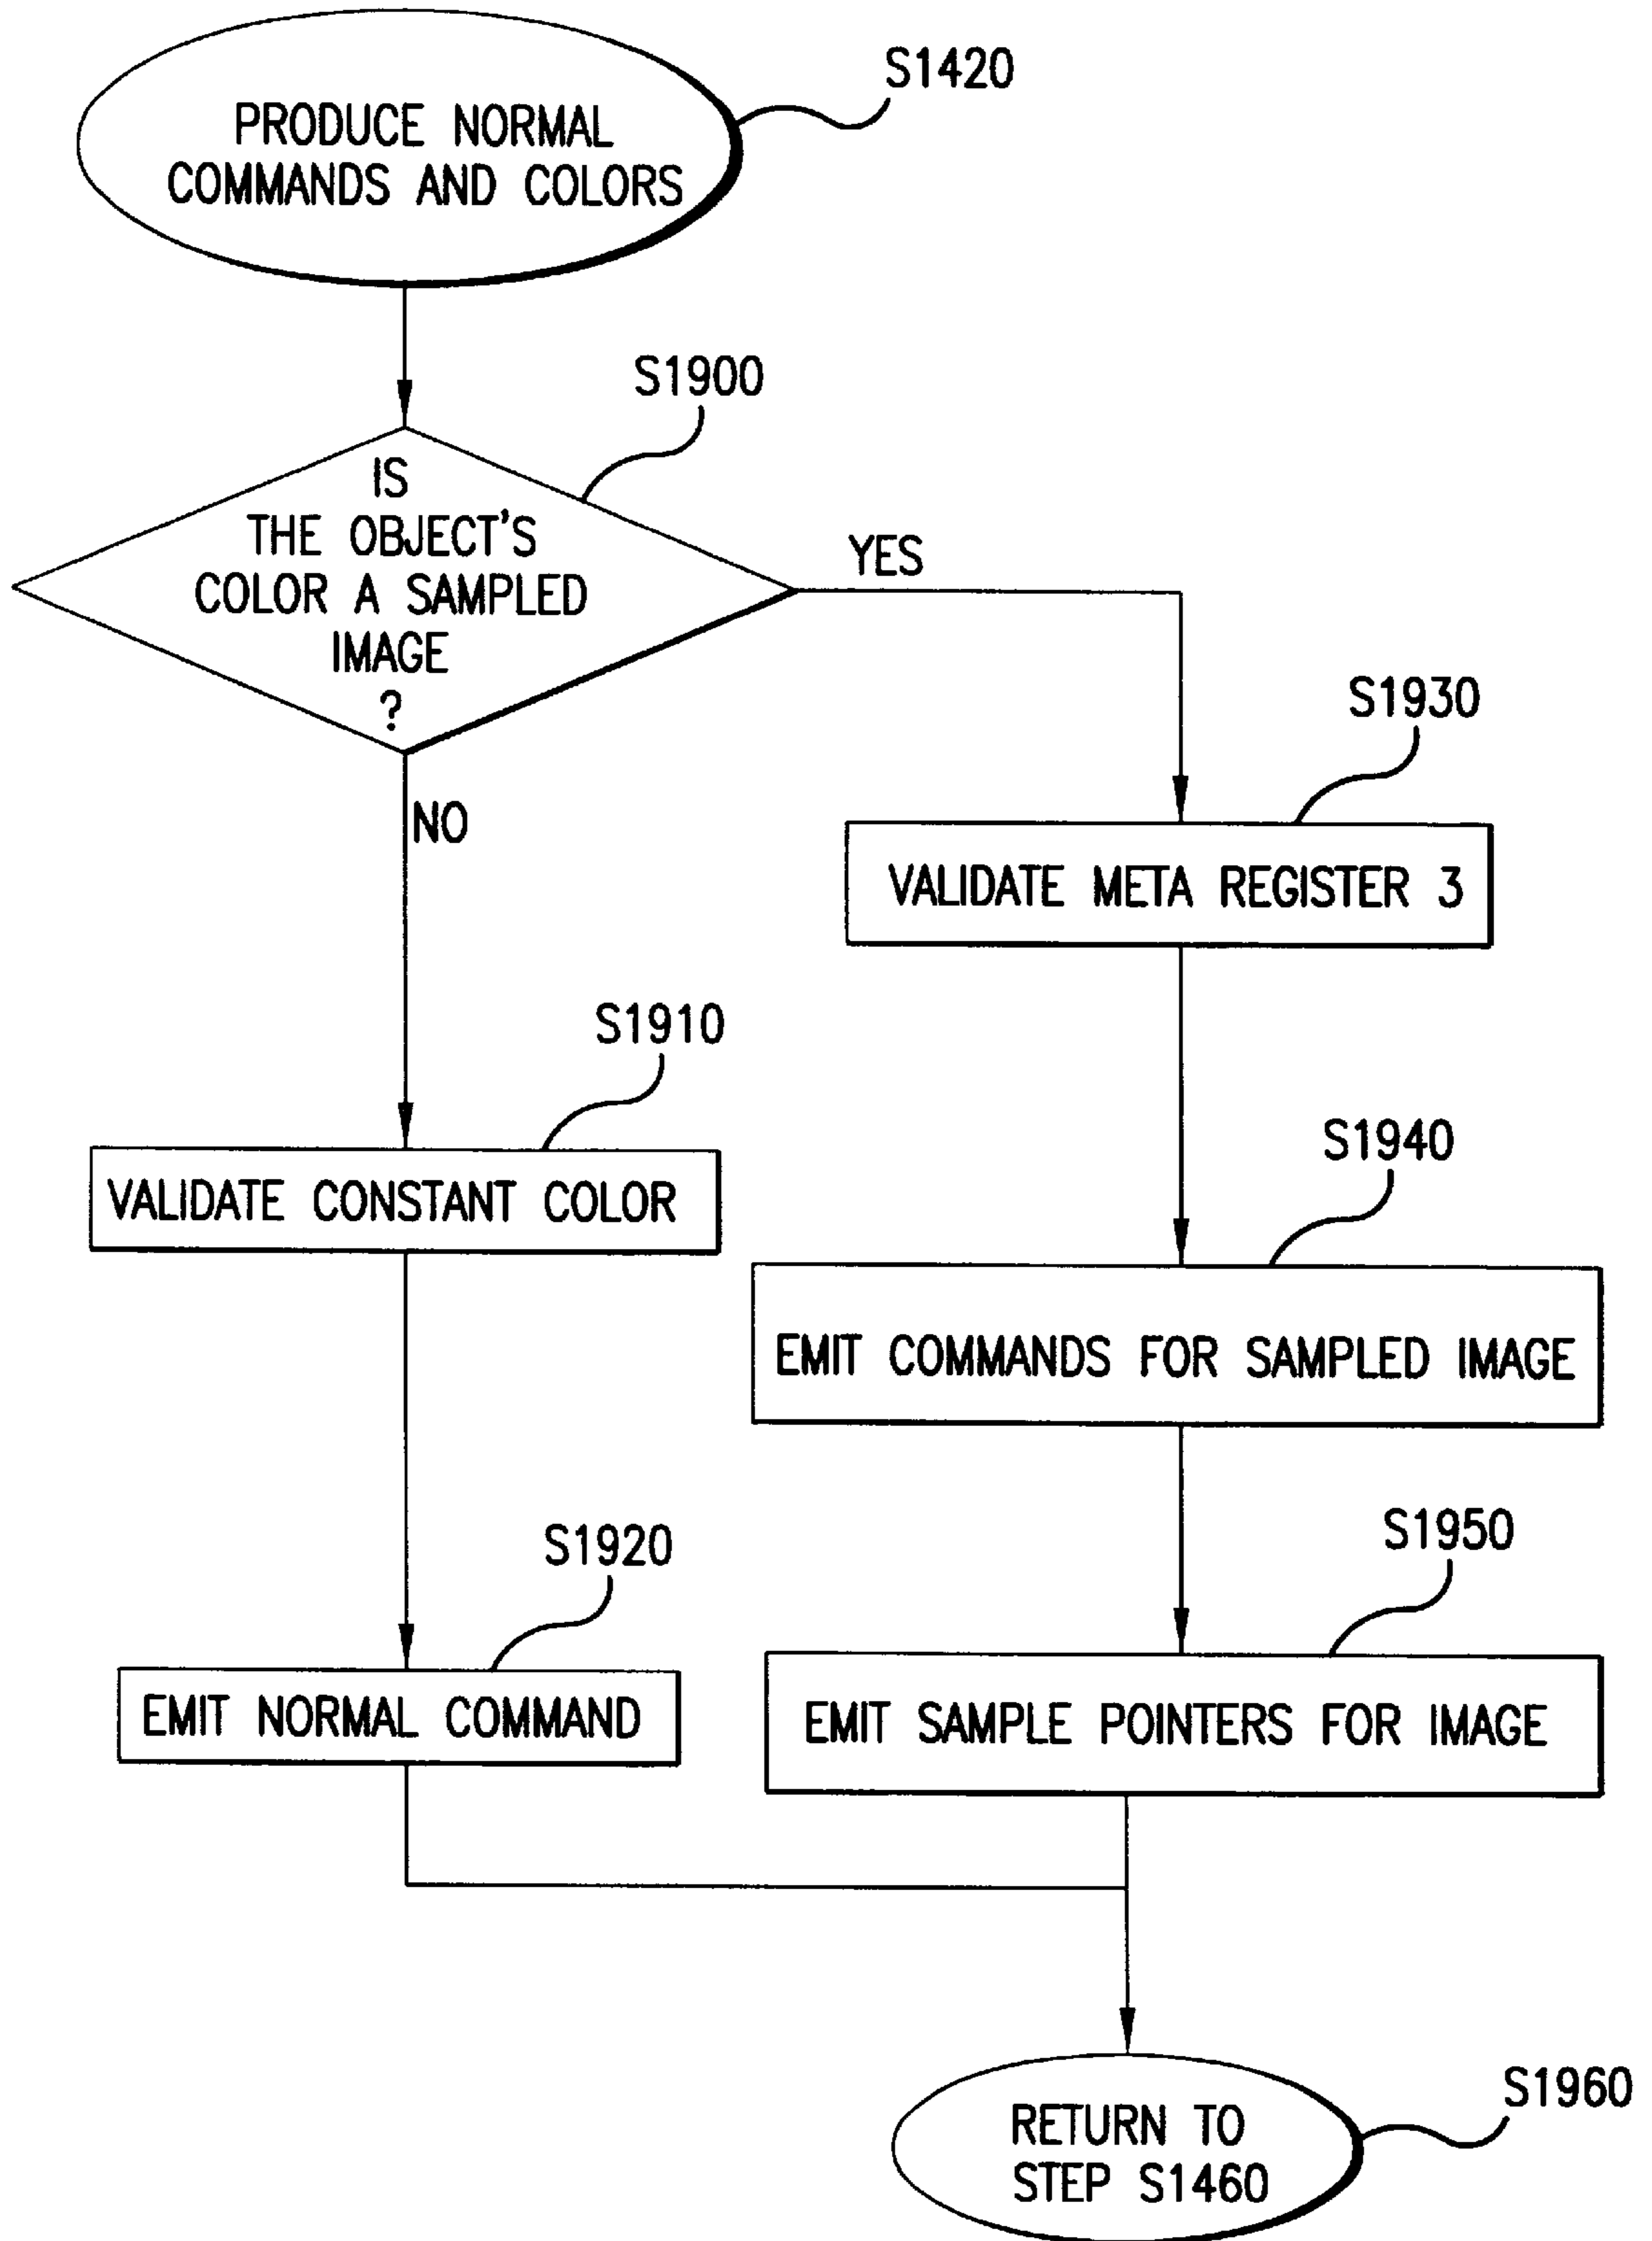 S1420
PRODUCE NORMAL
COMMANDS AND COLORS
S1900
IS
THE OBJECT'S
COLOR A SAMPLED
IMAGE
?
YES
NO
S1930
VALIDATE META REGISTER 3
S1910
VALIDATE CONSTANT COLOR
S1940
EMIT COMMANDS FOR SAMPLED IMAGE
S1920
EMIT NORMAL COMMAND
S1950
EMIT SAMPLE POINTERS FOR IMAGE
S1960
RETURN TO
STEP S1460